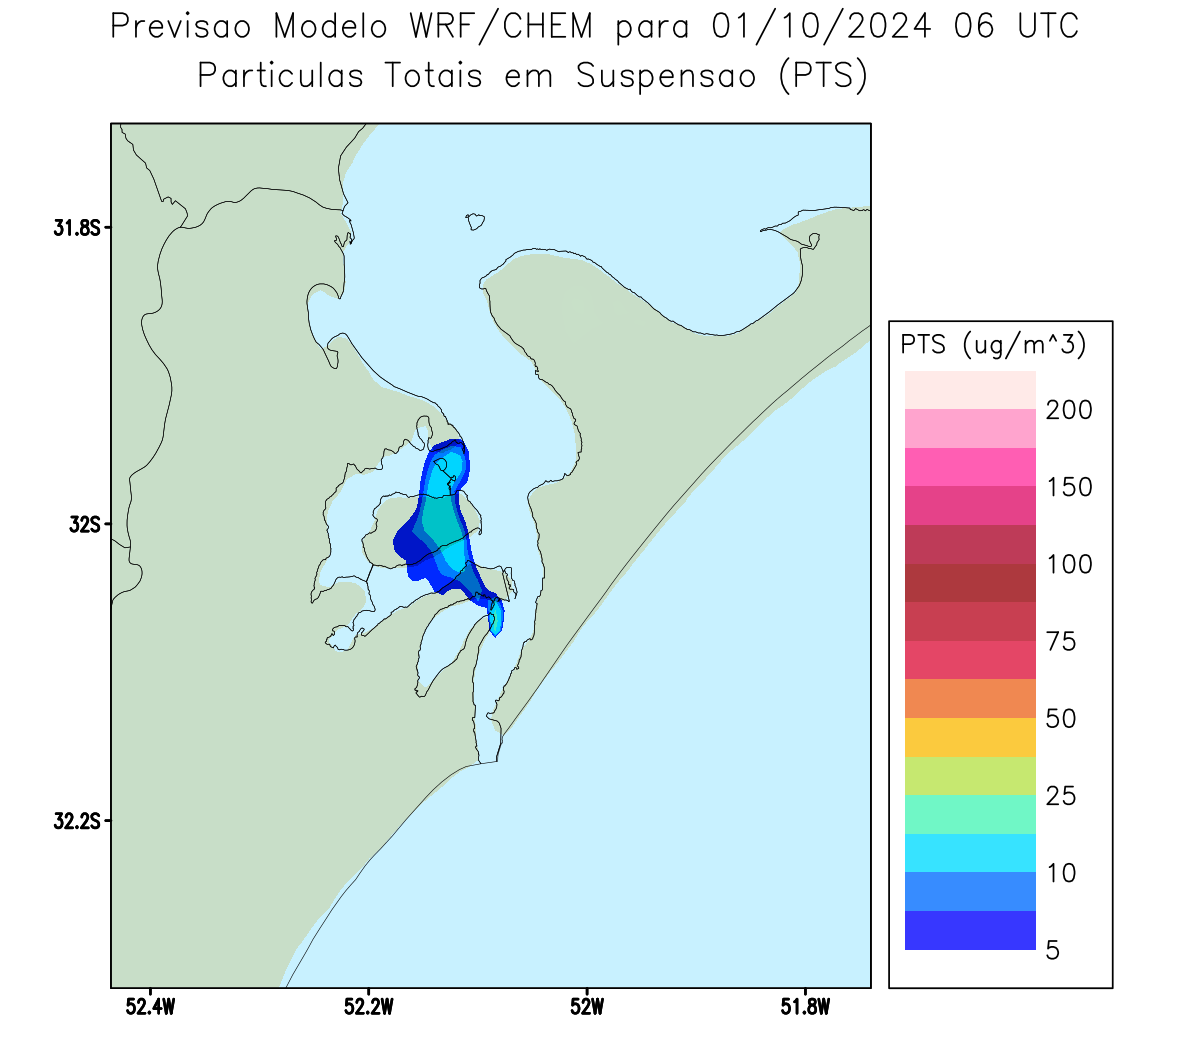 Previsao Modelo WRF/CHEM para 01/10/2024 06 UTC
Particulas Totais em Suspensao (PTS)
31.8S
32S
32.2S
52.4W
52.2W
52W
51.8W
PTS (ug/m^3)
200
150
100
75
50
25
10
5